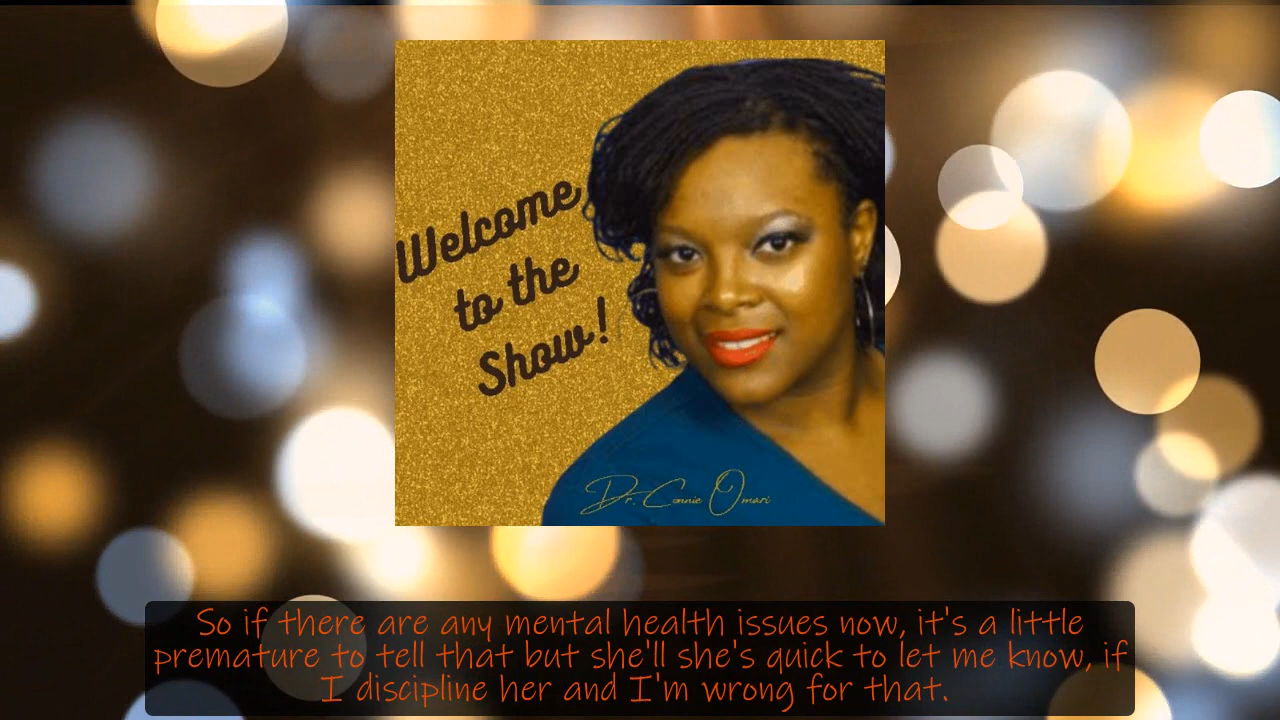 Welcome
to the
Show!
Dr. Connie Omari
So if there are any mental health issues now, it's a little
premature to tell that but she'll she's quick to let me know, if
I discipline her and I'm wrong for that.